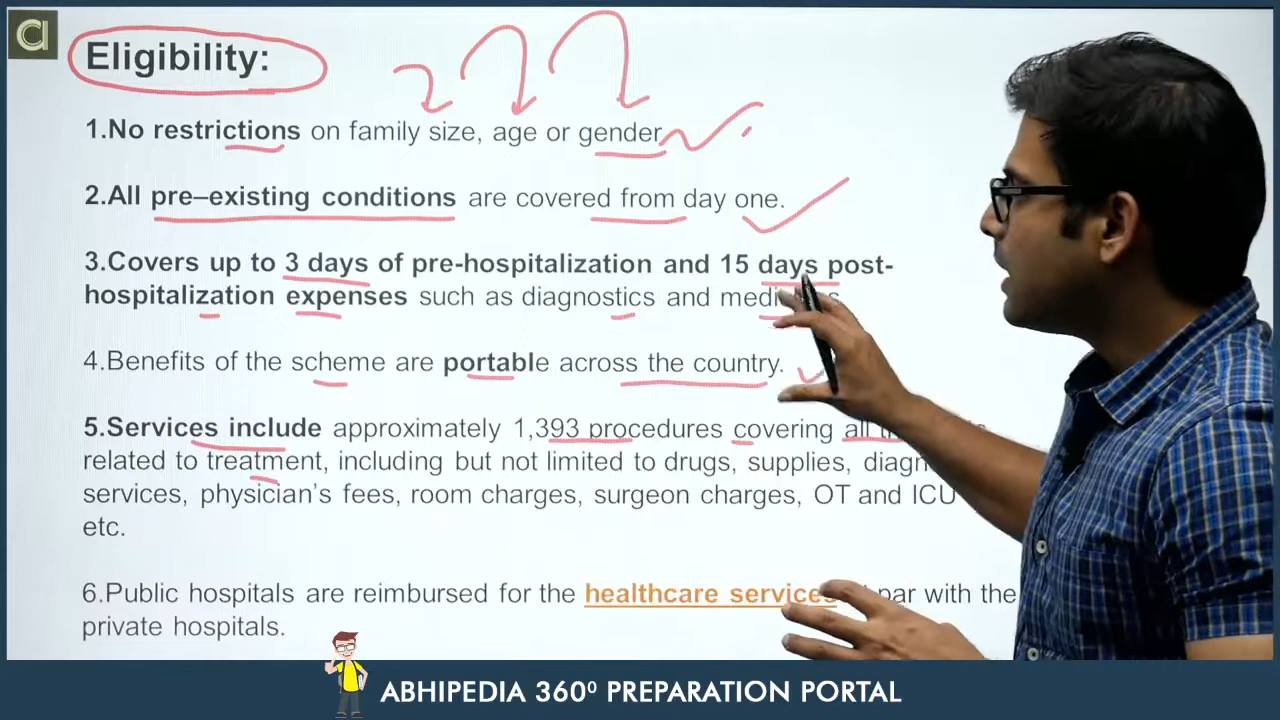 a
Eligibility:
1.No restrictions on family size, age or gender
2.All pre–existing conditions are covered from day one.
3.Covers up to 3 days of pre-hospitalization and 15 days post-
hospitalization expenses such as diagnostics and
4.Benefits of the scheme are portable across the country.
5.Services include approximately 1,393 procedures covering all
related to treatment, including but not limited to drugs, supplies,
services, physician's fees, room charges, surgeon charges, OT and ICU
etc.
6.Public hospitals are reimbursed for the healthcare services par with the
private hospitals.
ABHIPEDIA 360⁰ PREPARATION PORTAL